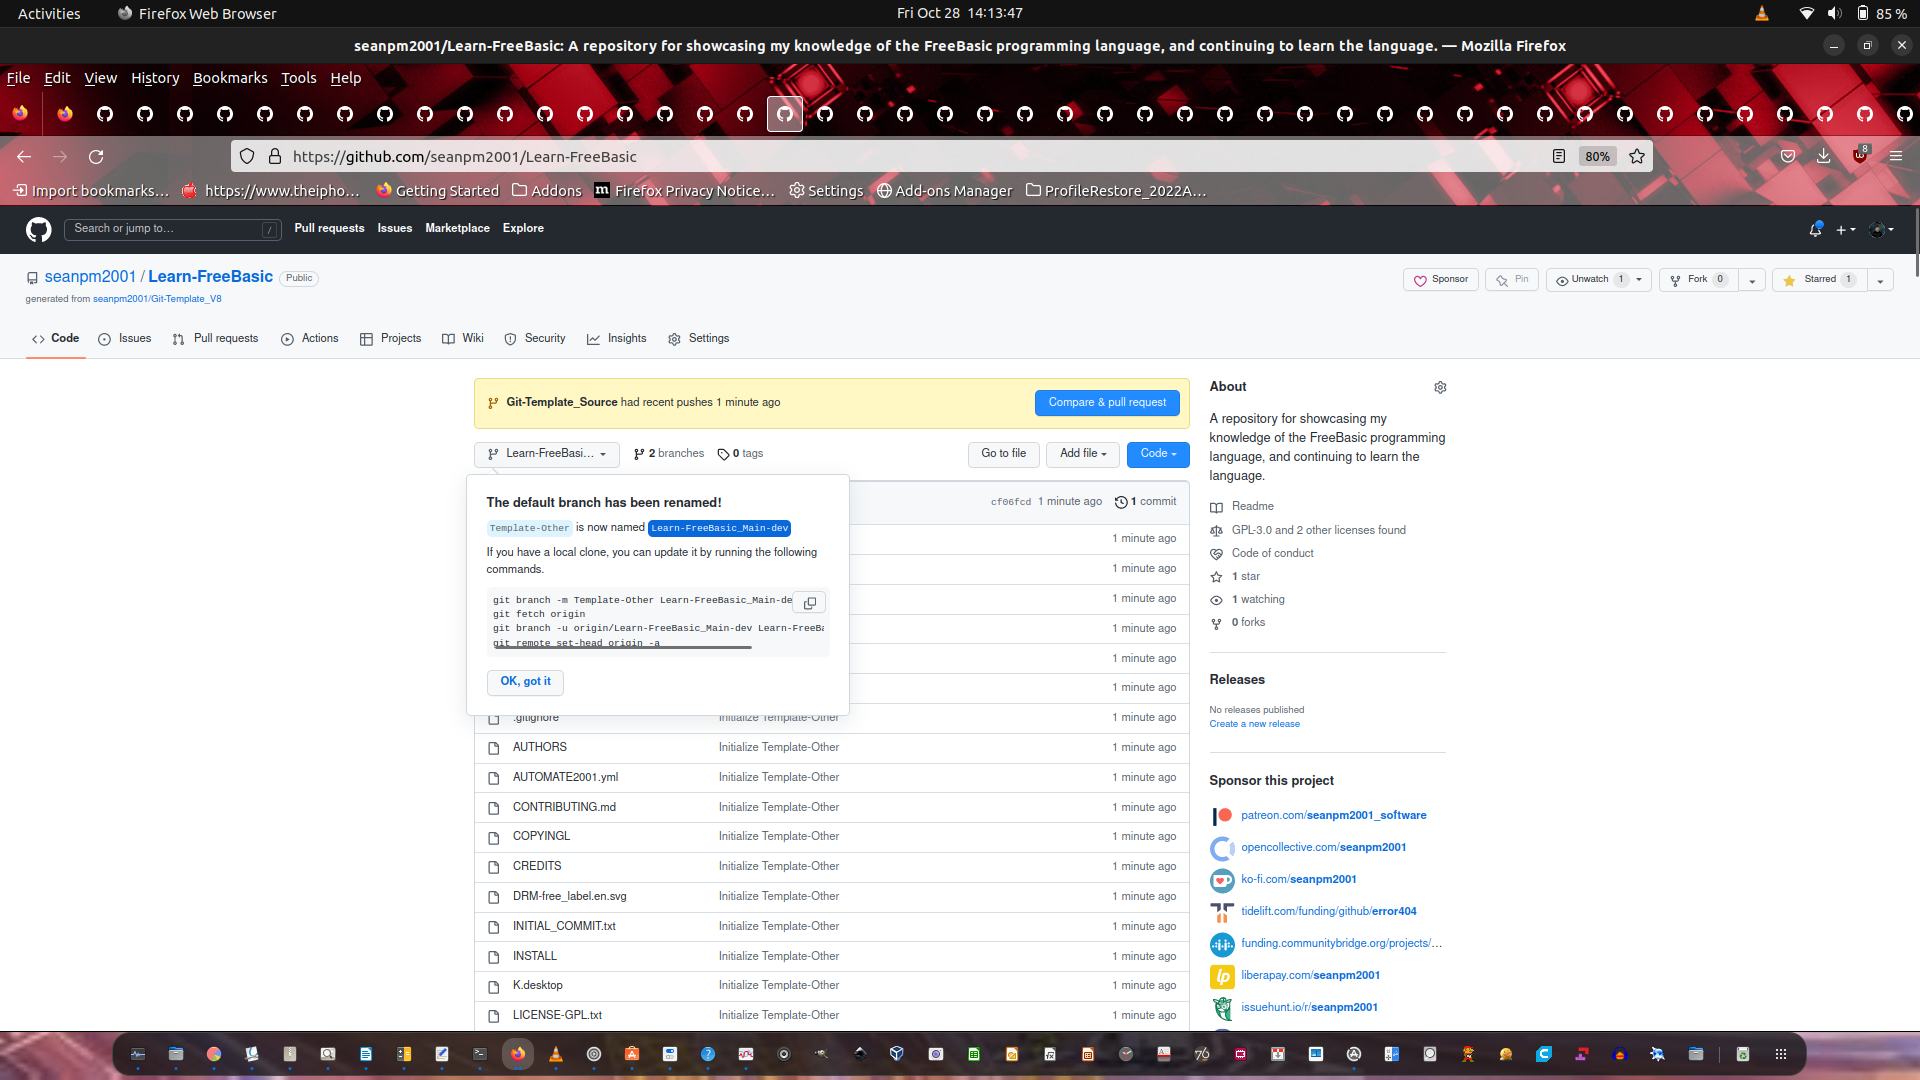 Activities
Firefox Web Browser
Fri Oct 28  14:13:47
85 %
seanpm2001/Learn-FreeBasic: A repository for showcasing my knowledge of the FreeBasic programming language, and continuing to learn the language. — Mozilla Firefox
File Edit View History Bookmarks Tools Help
https://github.com/seanpm2001/Learn-FreeBasic
80%
8
Import bookmarks… https://www.theipho… Getting Started Addons Firefox Privacy Notice… Settings Add-ons Manager ProfileRestore_2022A…
Search or jump to… /
Pull requests Issues Marketplace Explore
seanpm2001 / Learn-FreeBasic Public
generated from seanpm2001/Git-Template_V8
Sponsor Pin Unwatch 1 Fork 0 Starred 1
Code Issues Pull requests Actions Projects Wiki Security Insights Settings
Git-Template_Source had recent pushes 1 minute ago
Compare & pull request
Learn-FreeBasi… 2 branches 0 tags
Go to file Add file Code
The default branch has been renamed!
Template-Other is now named Learn-FreeBasic_Main-dev
If you have a local clone, you can update it by running the following
commands.
git branch -m Template-Other Learn-FreeBasic_Main-de
git fetch origin
git branch -u origin/Learn-FreeBasic_Main-dev Learn-FreeBa
git remote set-head origin -a
OK, got it
cf06fcd 1 minute ago 1 commit
1 minute ago
1 minute ago
1 minute ago
1 minute ago
1 minute ago
1 minute ago
.gitignore Initialize Template-Other 1 minute ago
AUTHORS Initialize Template-Other 1 minute ago
AUTOMATE2001.yml Initialize Template-Other 1 minute ago
CONTRIBUTING.md Initialize Template-Other 1 minute ago
COPYINGL Initialize Template-Other 1 minute ago
CREDITS Initialize Template-Other 1 minute ago
DRM-free_label.en.svg Initialize Template-Other 1 minute ago
INITIAL_COMMIT.txt Initialize Template-Other 1 minute ago
INSTALL Initialize Template-Other 1 minute ago
K.desktop Initialize Template-Other 1 minute ago
LICENSE-GPL.txt Initialize Template-Other 1 minute ago
About
A repository for showcasing my
knowledge of the FreeBasic programming
language, and continuing to learn the
language.
Readme
GPL-3.0 and 2 other licenses found
Code of conduct
1 star
1 watching
0 forks
Releases
No releases published
Create a new release
Sponsor this project
patreon.com/seanpm2001_software
opencollective.com/seanpm2001
ko-fi.com/seanpm2001
tidelift.com/funding/github/error404
funding.communitybridge.org/projects/…
liberapay.com/seanpm2001
issuehunt.io/r/seanpm2001